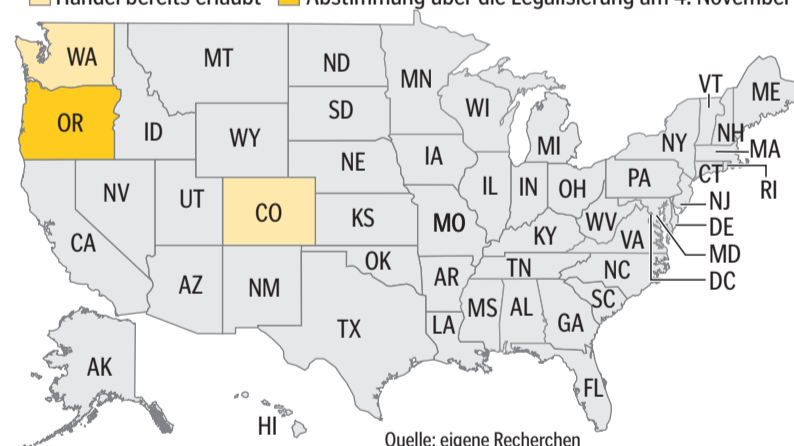 Handel bereits erlaubt Abstimmung über die Legalisierung am 4. November
WA
MT
ND
MN
VT
ME
OR
ID
SD
WI
NY
NH
WY
MI
MA
NV
UT
NE
IA
IL
IN
OH
PA
CT
RI
CO
NJ
CA
KS
MO
KY
WV
VA
DE
MD
OK
TN
NC
DC
AZ
NM
AR
SC
MS
AL
GA
TX
LA
AK
FL
HI
Quelle: eigene Recherchen